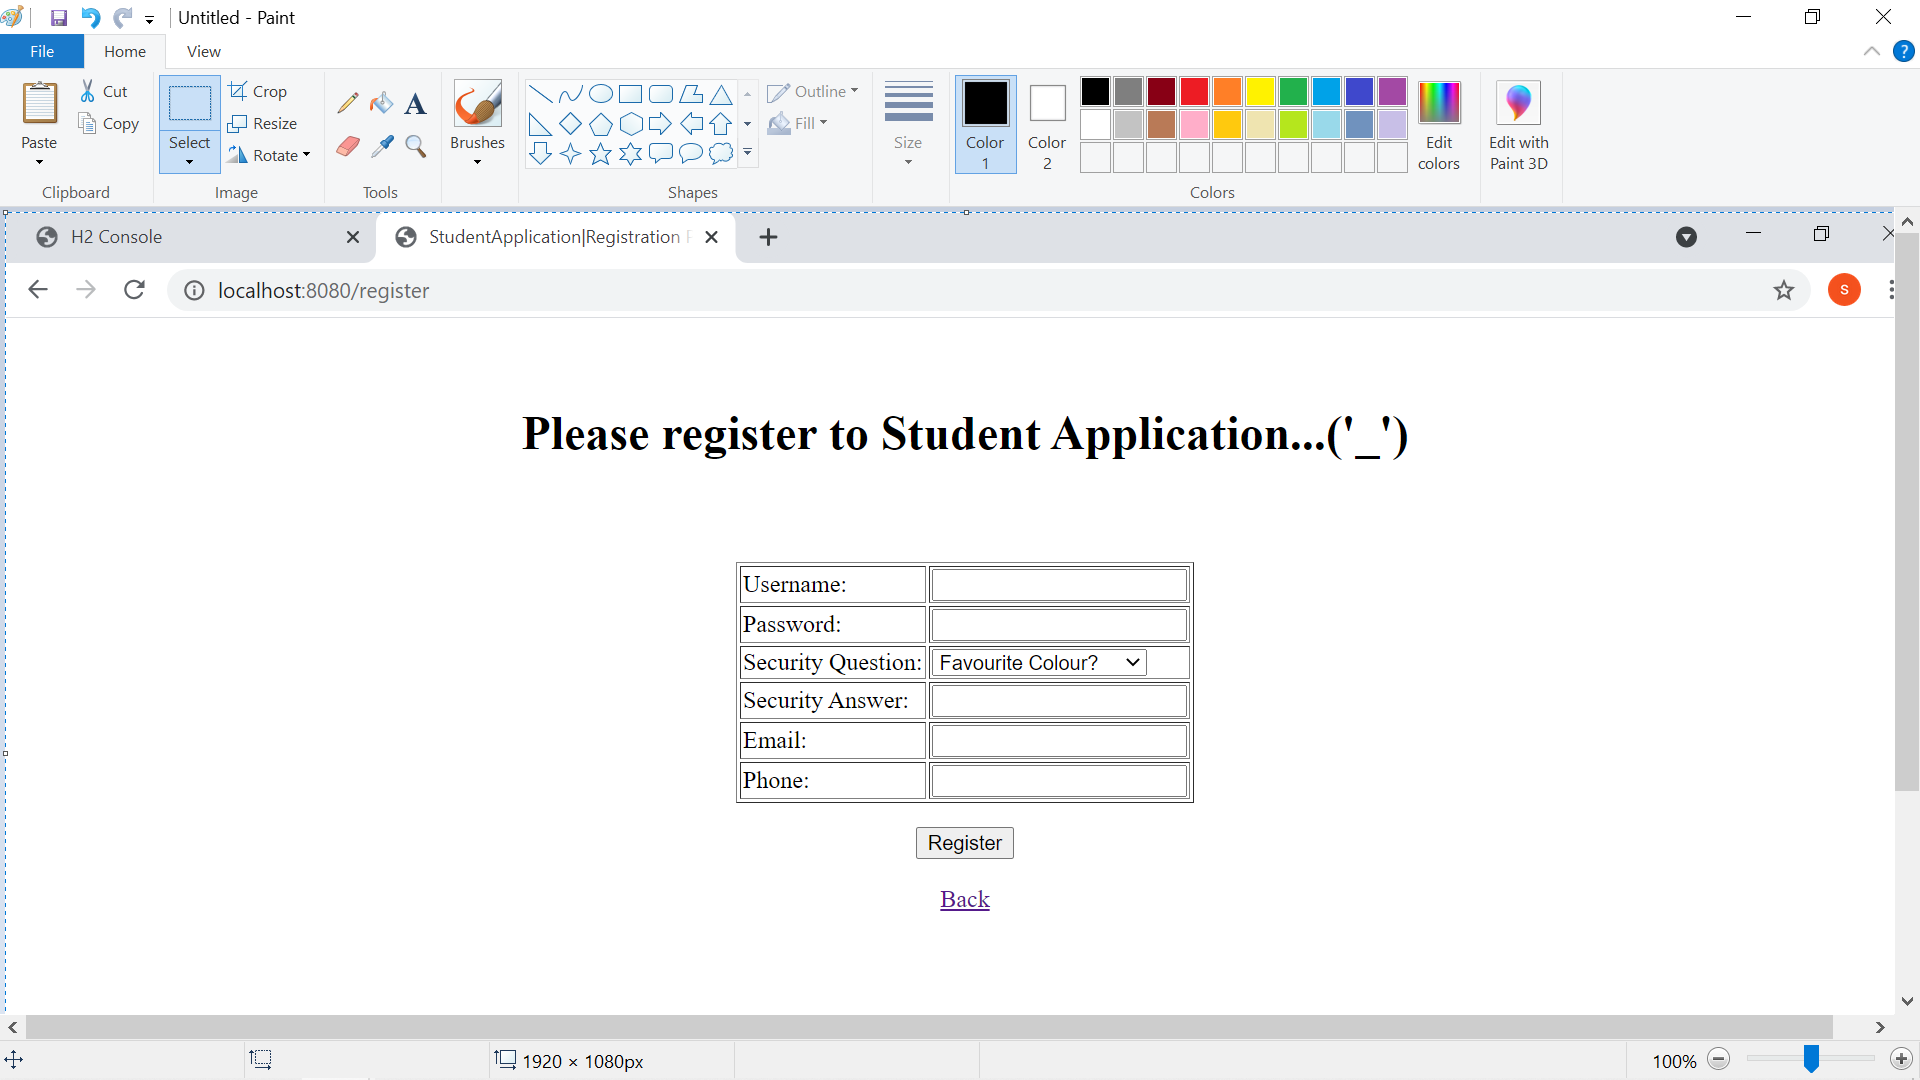 Untitled - Paint
File
Home
View
Paste
Cut
Copy
Clipboard
Select
Crop
Resize
Rotate
Image
A
Tools
Brushes
Shapes
Outline
Fill
Size
Color
1
Color
2
Edit
colors
Colors
Edit with
Paint 3D
?
H2 Console
StudentApplication|Registration
localhost:8080/register
S
Please register to Student Application...('_')
Username:
Password:
Security Question: Favourite Colour?
Security Answer:
Email:
Phone:
Register
Back
1920 × 1080px
100%